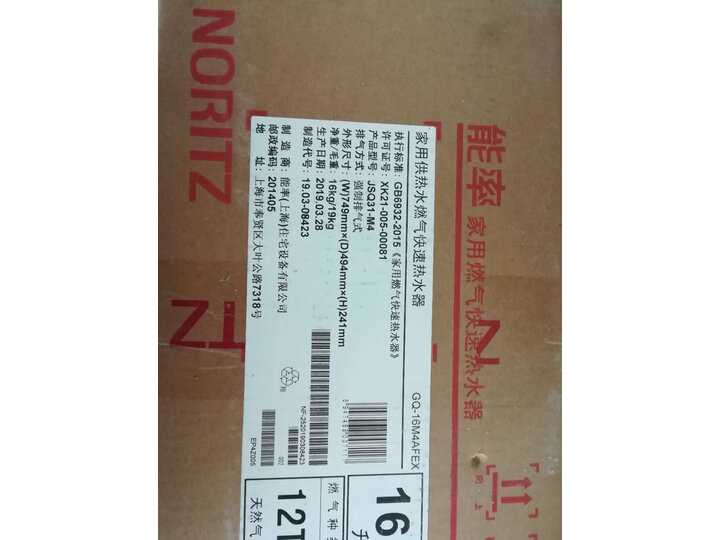 NORITZ
能率 家用燃气快速热水器
N
N
家用供热水燃气快速热水器 GQ-16M4AFEX
执行标准: GB6932-2015《家用燃气快速热水器》
许可证号: XK21-005-00081
产品型号: JSQ31-M4
排气方式: 强制排气式
外形尺寸: (W)749mm×(D)494mm×(H)241mm
净重/毛重: 16kg/19kg
生产日期: 2019.03.28
制造代号: 19.03-08423
制造商: 能率(上海)住宅设备有限公司
邮政编码: 201405
地址: 上海市奉贤区大叶公路7318号
NF-25Z0190308423
002
EP4Z005
16
升
燃气种
12T
天然气
向上